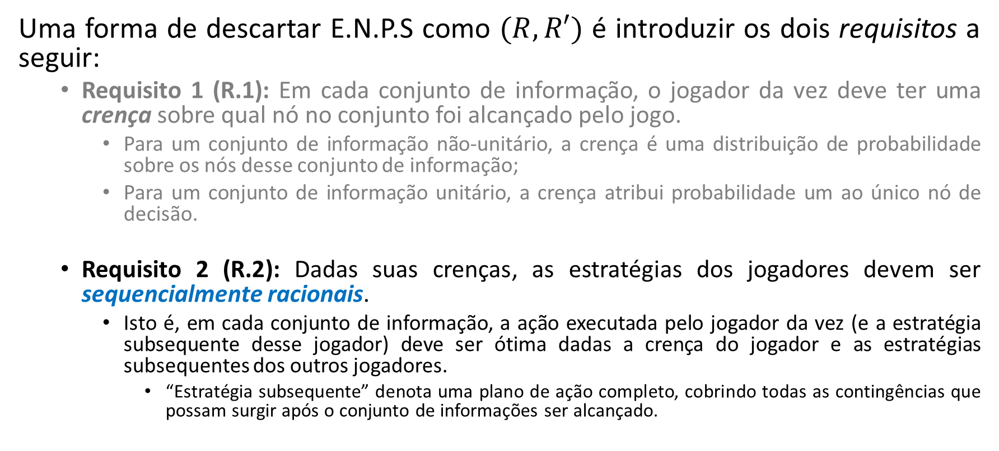 Uma forma de descartar E.N.P.S como (R, R′) é introduzir os dois requisitos a
seguir:
• Requisito 1 (R.1): Em cada conjunto de informação, o jogador da vez deve ter uma
crença sobre qual nó no conjunto foi alcançado pelo jogo.
• Para um conjunto de informação não-unitário, a crença é uma distribuição de probabilidade
sobre os nós desse conjunto de informação;
• Para um conjunto de informação unitário, a crença atribui probabilidade um ao único nó de
decisão.
• Requisito 2 (R.2): Dadas suas crenças, as estratégias dos jogadores devem ser
sequencialmente racionais.
• Isto é, em cada conjunto de informação, a ação executada pelo jogador da vez (e a estratégia
subsequente desse jogador) deve ser ótima dadas a crença do jogador e as estratégias
subsequentes dos outros jogadores.
• “Estratégia subsequente” denota uma plano de ação completo, cobrindo todas as contingências que
possam surgir após o conjunto de informações ser alcançado.